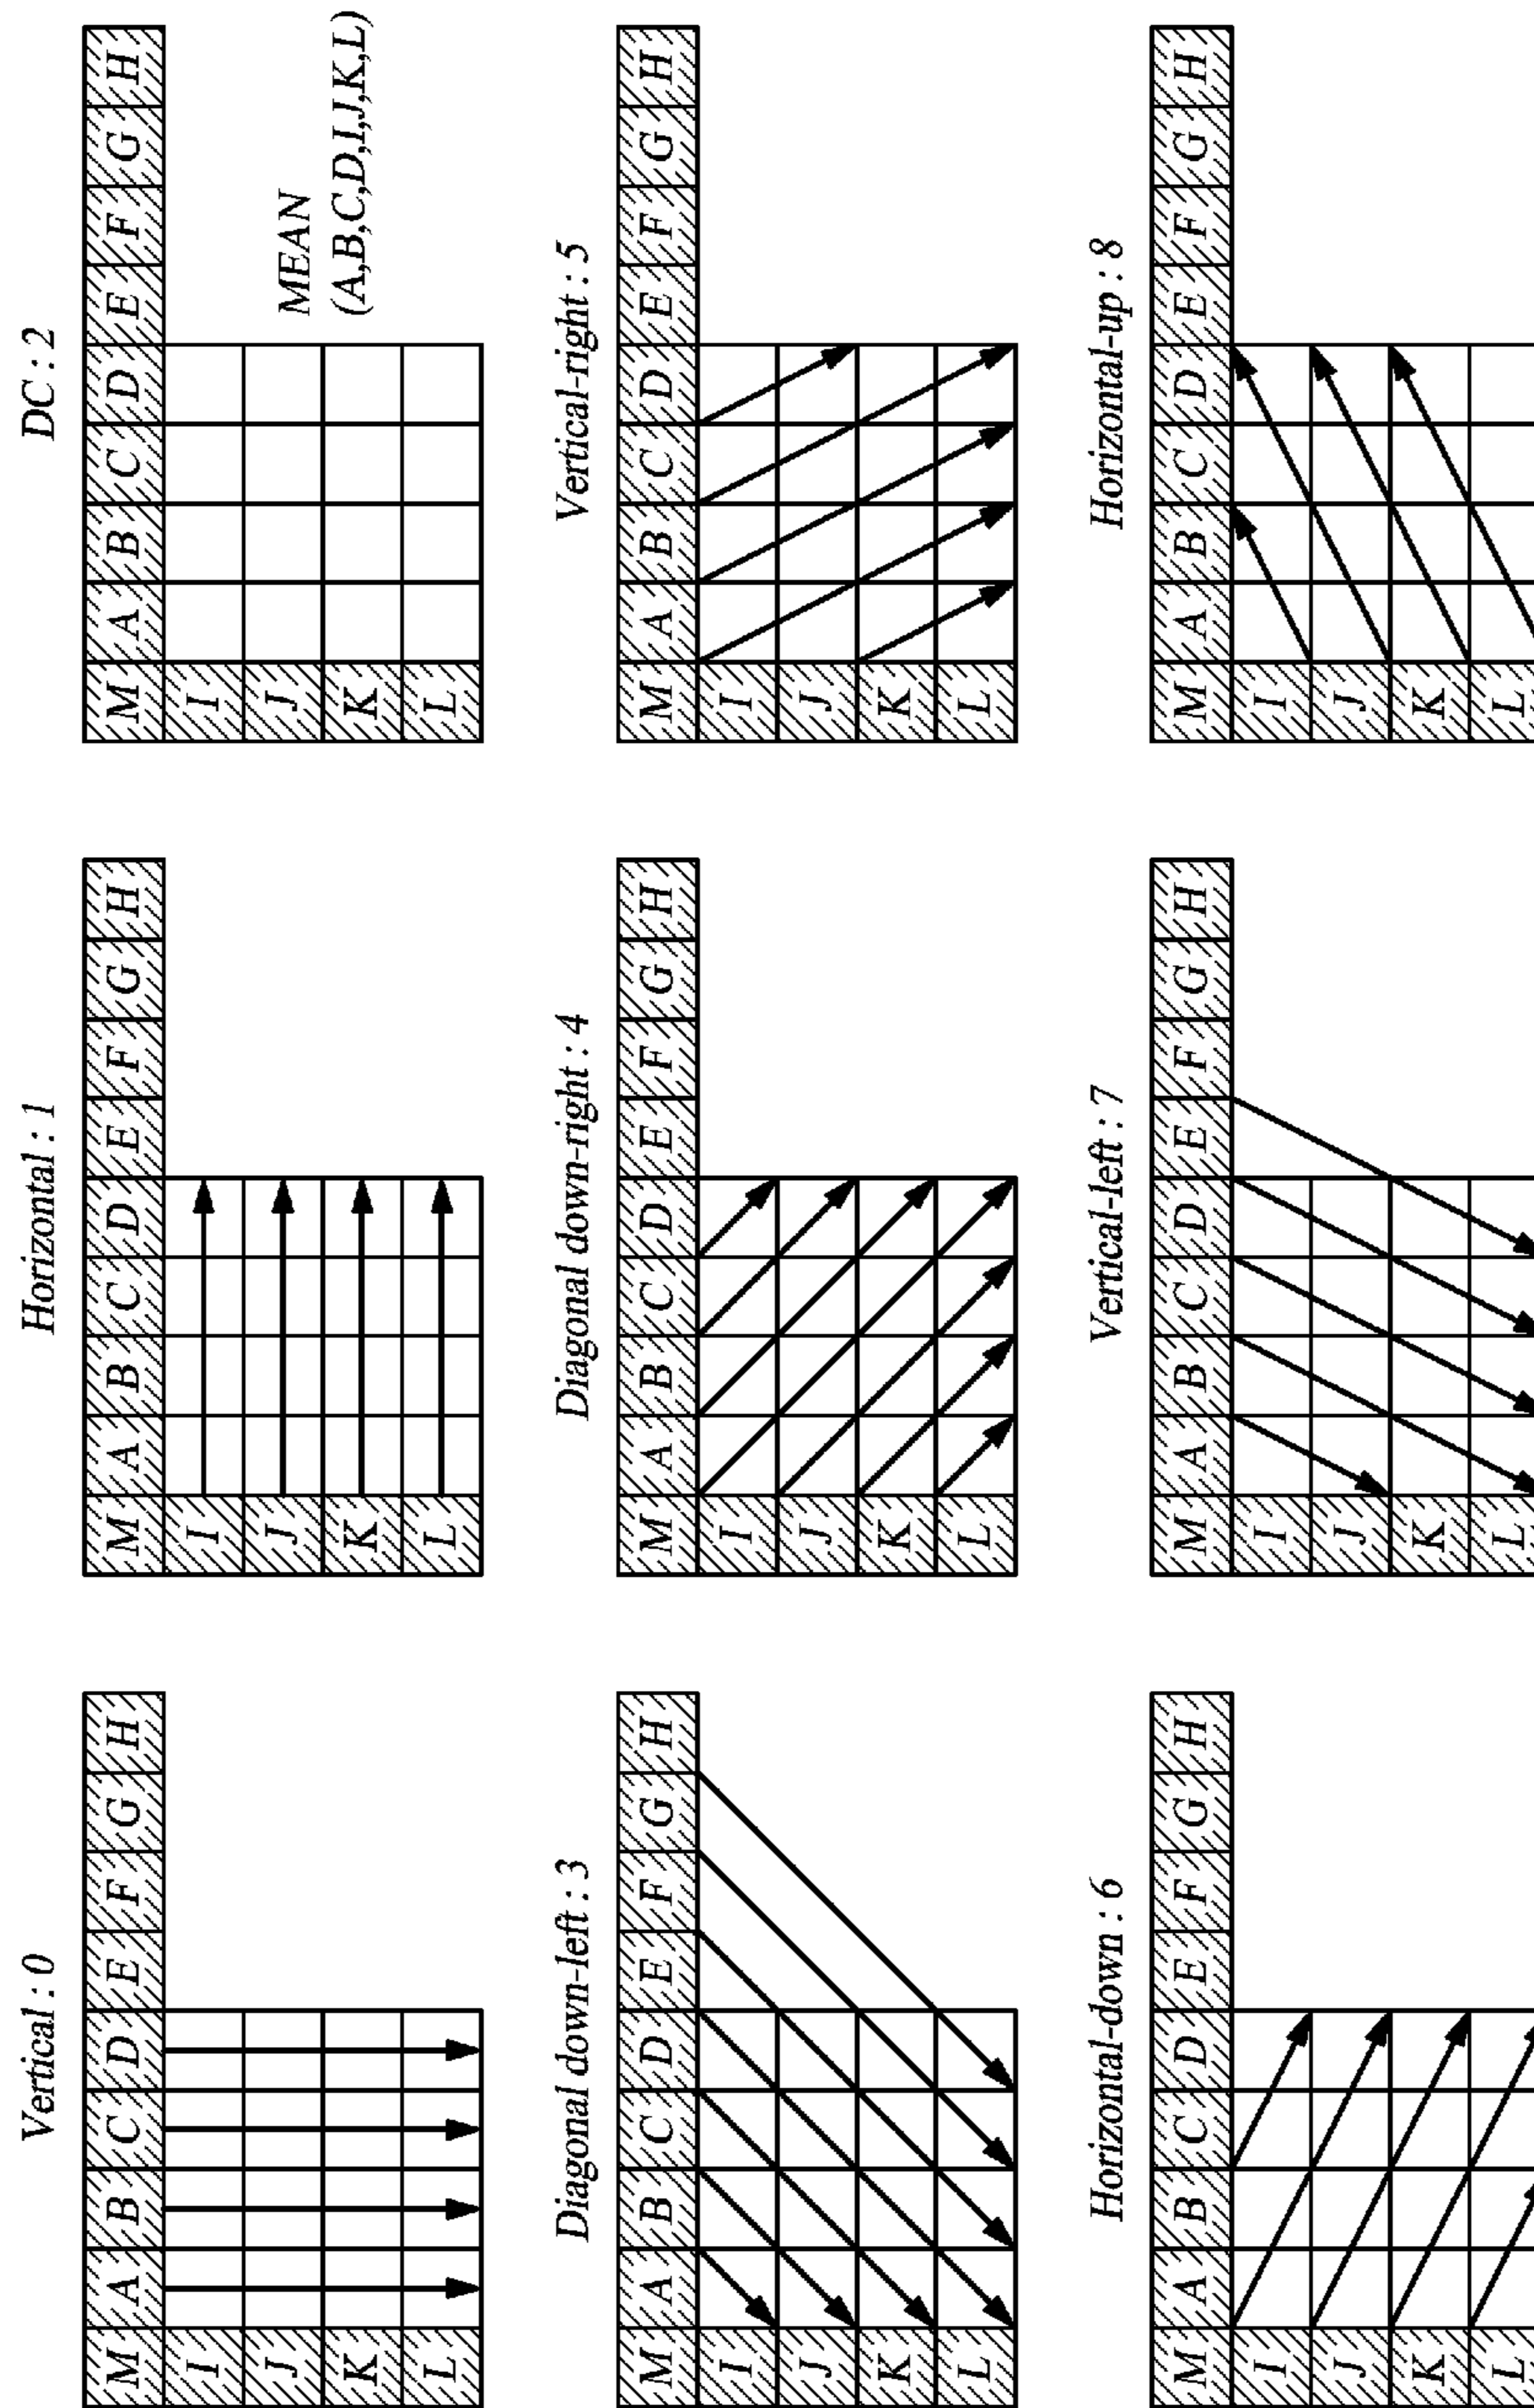 Vertical : 0
M A B C D E F G H
I
J
K
L
Horizontal : 1
M A B C D E F G H
I
J
K
L
DC : 2
M A B C D E F G H
I
J
K
L
MEAN
(A,B,C,D,I,J,K,L)
Diagonal down-left : 3
M A B C D E F G H
I
J
K
L
Diagonal down-right : 4
M A B C D E F G H
I
J
K
L
Vertical-right : 5
M A B C D E F G H
I
J
K
L
Horizontal-down : 6
M A B C D E F G H
I
J
K
L
Vertical-left : 7
M A B C D E F G H
I
J
K
L
Horizontal-up : 8
M A B C D E F G H
I
J
K
L